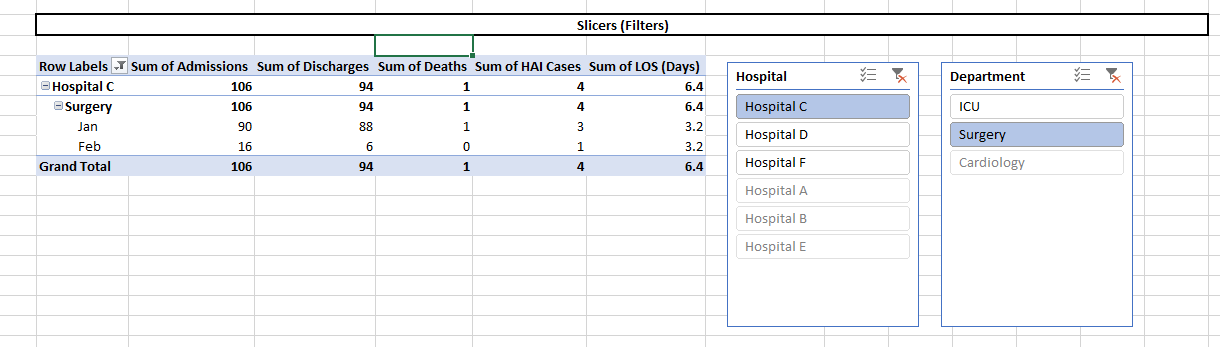 Slicers (Filters)
Row Labels Sum of Admissions Sum of Discharges Sum of Deaths Sum of HAI Cases Sum of LOS (Days)
Hospital C 106 94 1 4 6.4
Surgery 106 94 1 4 6.4
Jan 90 88 1 3 3.2
Feb 16 6 0 1 3.2
Grand Total 106 94 1 4 6.4
Hospital
Hospital C
Hospital D
Hospital F
Hospital A
Hospital B
Hospital E
Department
ICU
Surgery
Cardiology